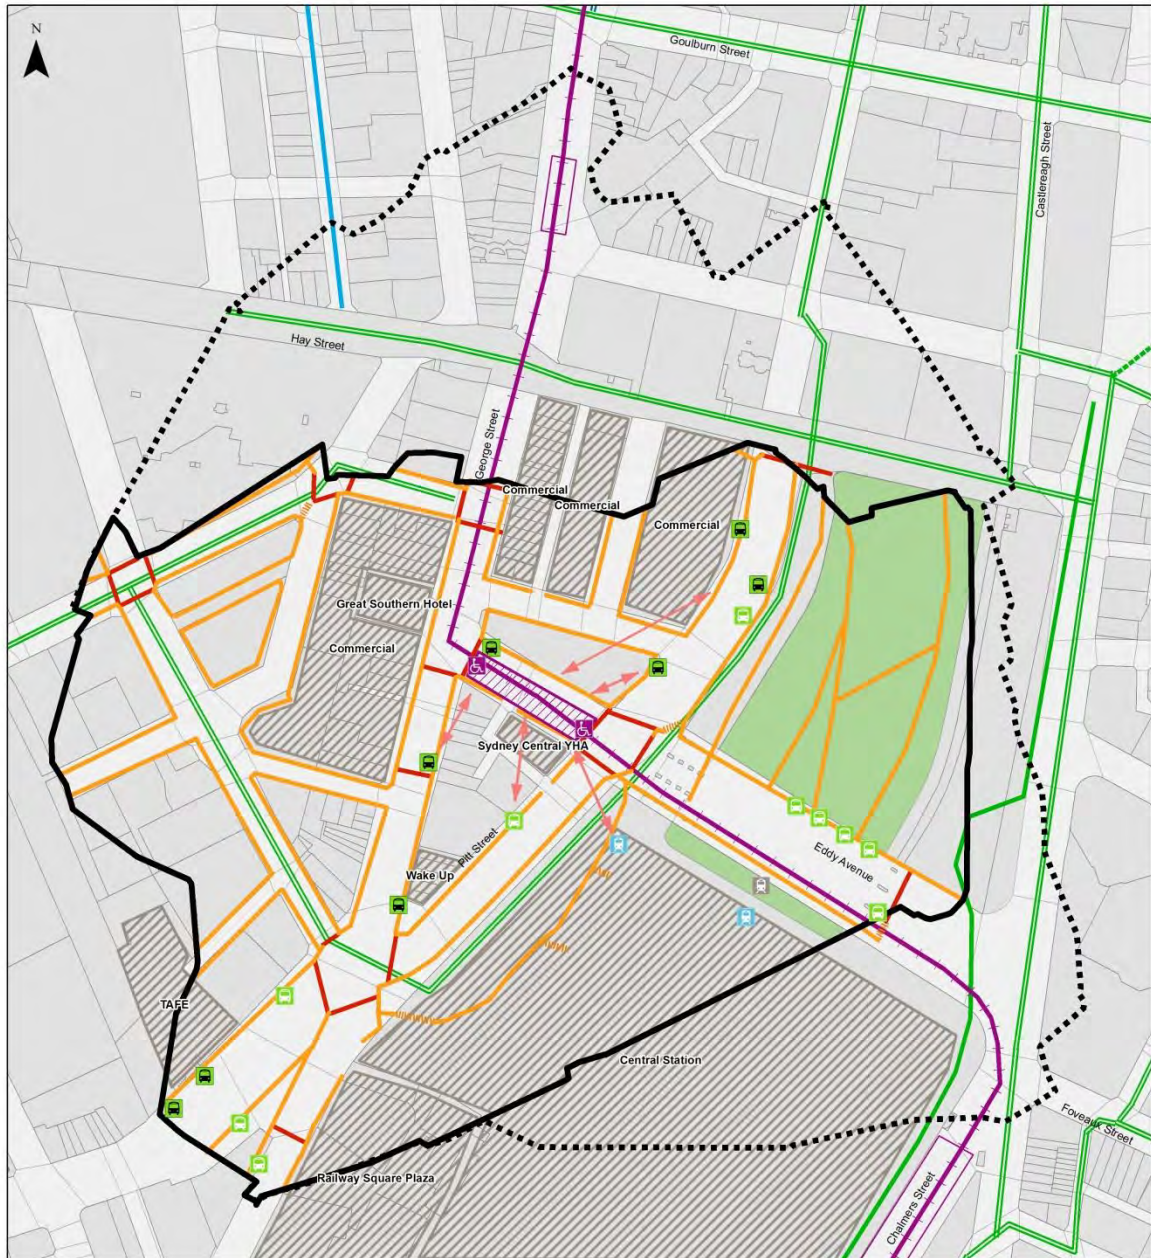 N
Goulburn Street
Castlereagh Street
Hay Street
George Street
Commercial
Commercial
Commercial
Great Southern Hotel
Commercial
Sydney Central YHA
Pitt Street
Eddy Avenue
Wake Up
TAFE
Central Station
Foveaux Street
Railway Square Plaza
Chalmers Street